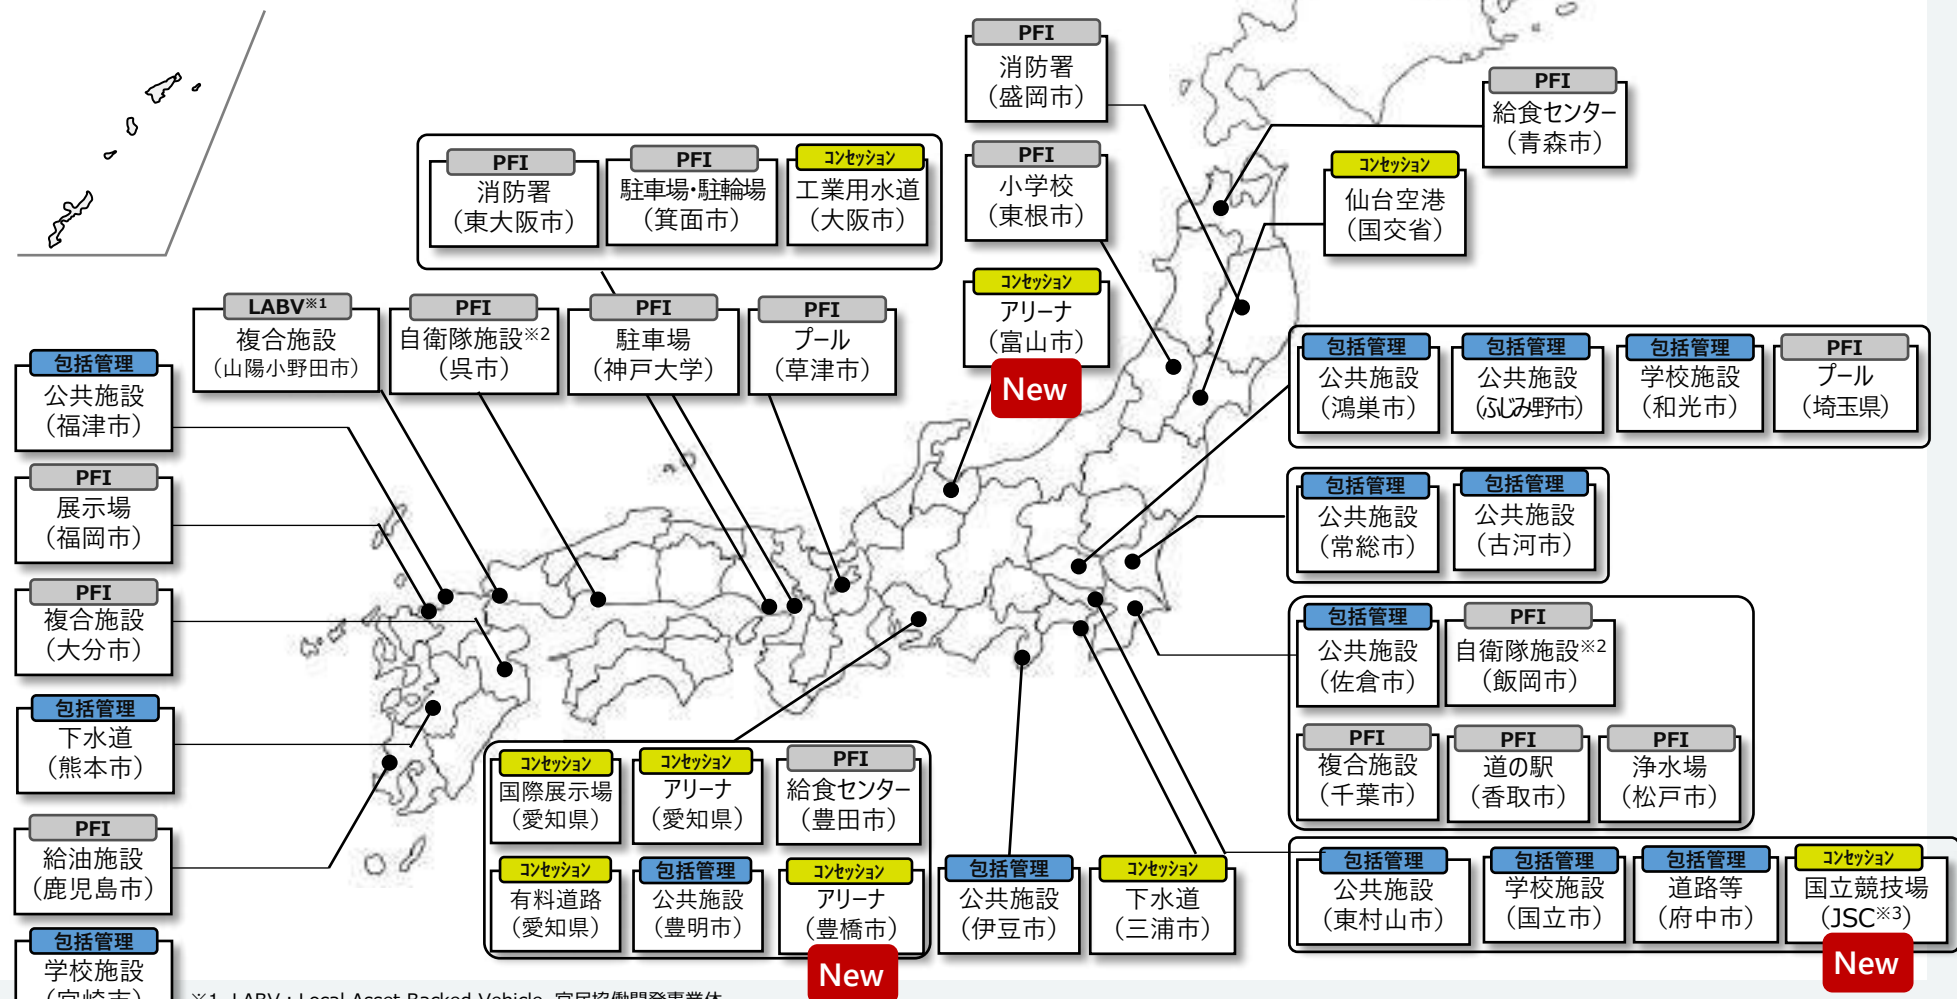 PFI
消防署
（盛岡市）
PFI
給食センター
（青森市）
PFI
消防署
（東大阪市）
PFI
駐車場・駐輪場
（箕面市）
コンセッション
工業用水道
（大阪市）
PFI
小学校
（東根市）
コンセッション
仙台空港
（国交省）
コンセッション
アリーナ
（富山市）
New
LABV※1
複合施設
（山陽小野田市）
PFI
自衛隊施設※2
（呉市）
PFI
駐車場
（神戸大学）
PFI
プール
（草津市）
包括管理
公共施設
（鴻巣市）
包括管理
公共施設
（ふじみ野市）
包括管理
学校施設
（和光市）
PFI
プール
（埼玉県）
包括管理
公共施設
（福津市）
PFI
展示場
（福岡市）
PFI
複合施設
（大分市）
包括管理
下水道
（熊本市）
PFI
給油施設
（鹿児島市）
包括管理
学校施設
（宮崎市）
包括管理
公共施設
（常総市）
包括管理
公共施設
（古河市）
包括管理
公共施設
（佐倉市）
PFI
自衛隊施設※2
（飯岡市）
PFI
複合施設
（千葉市）
PFI
道の駅
（香取市）
PFI
浄水場
（松戸市）
コンセッション
国際展示場
（愛知県）
コンセッション
アリーナ
（愛知県）
PFI
給食センター
（豊田市）
コンセッション
有料道路
（愛知県）
包括管理
公共施設
（豊明市）
コンセッション
アリーナ
（豊橋市）
New
包括管理
公共施設
（伊豆市）
コンセッション
下水道
（三浦市）
包括管理
公共施設
（東村山市）
包括管理
学校施設
（国立市）
包括管理
道路等
（府中市）
コンセッション
国立競技場
（JSC※3）
New
※1 LABV：Local Asset Backed Vehicle 官民協働開発事業体